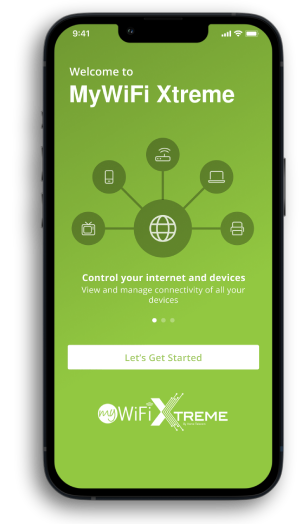 9:41
Welcome to
MyWiFi Xtreme
Control your internet and devices
View and manage connectivity of all your
devices
Let's Get Started
myWiFi XTREME